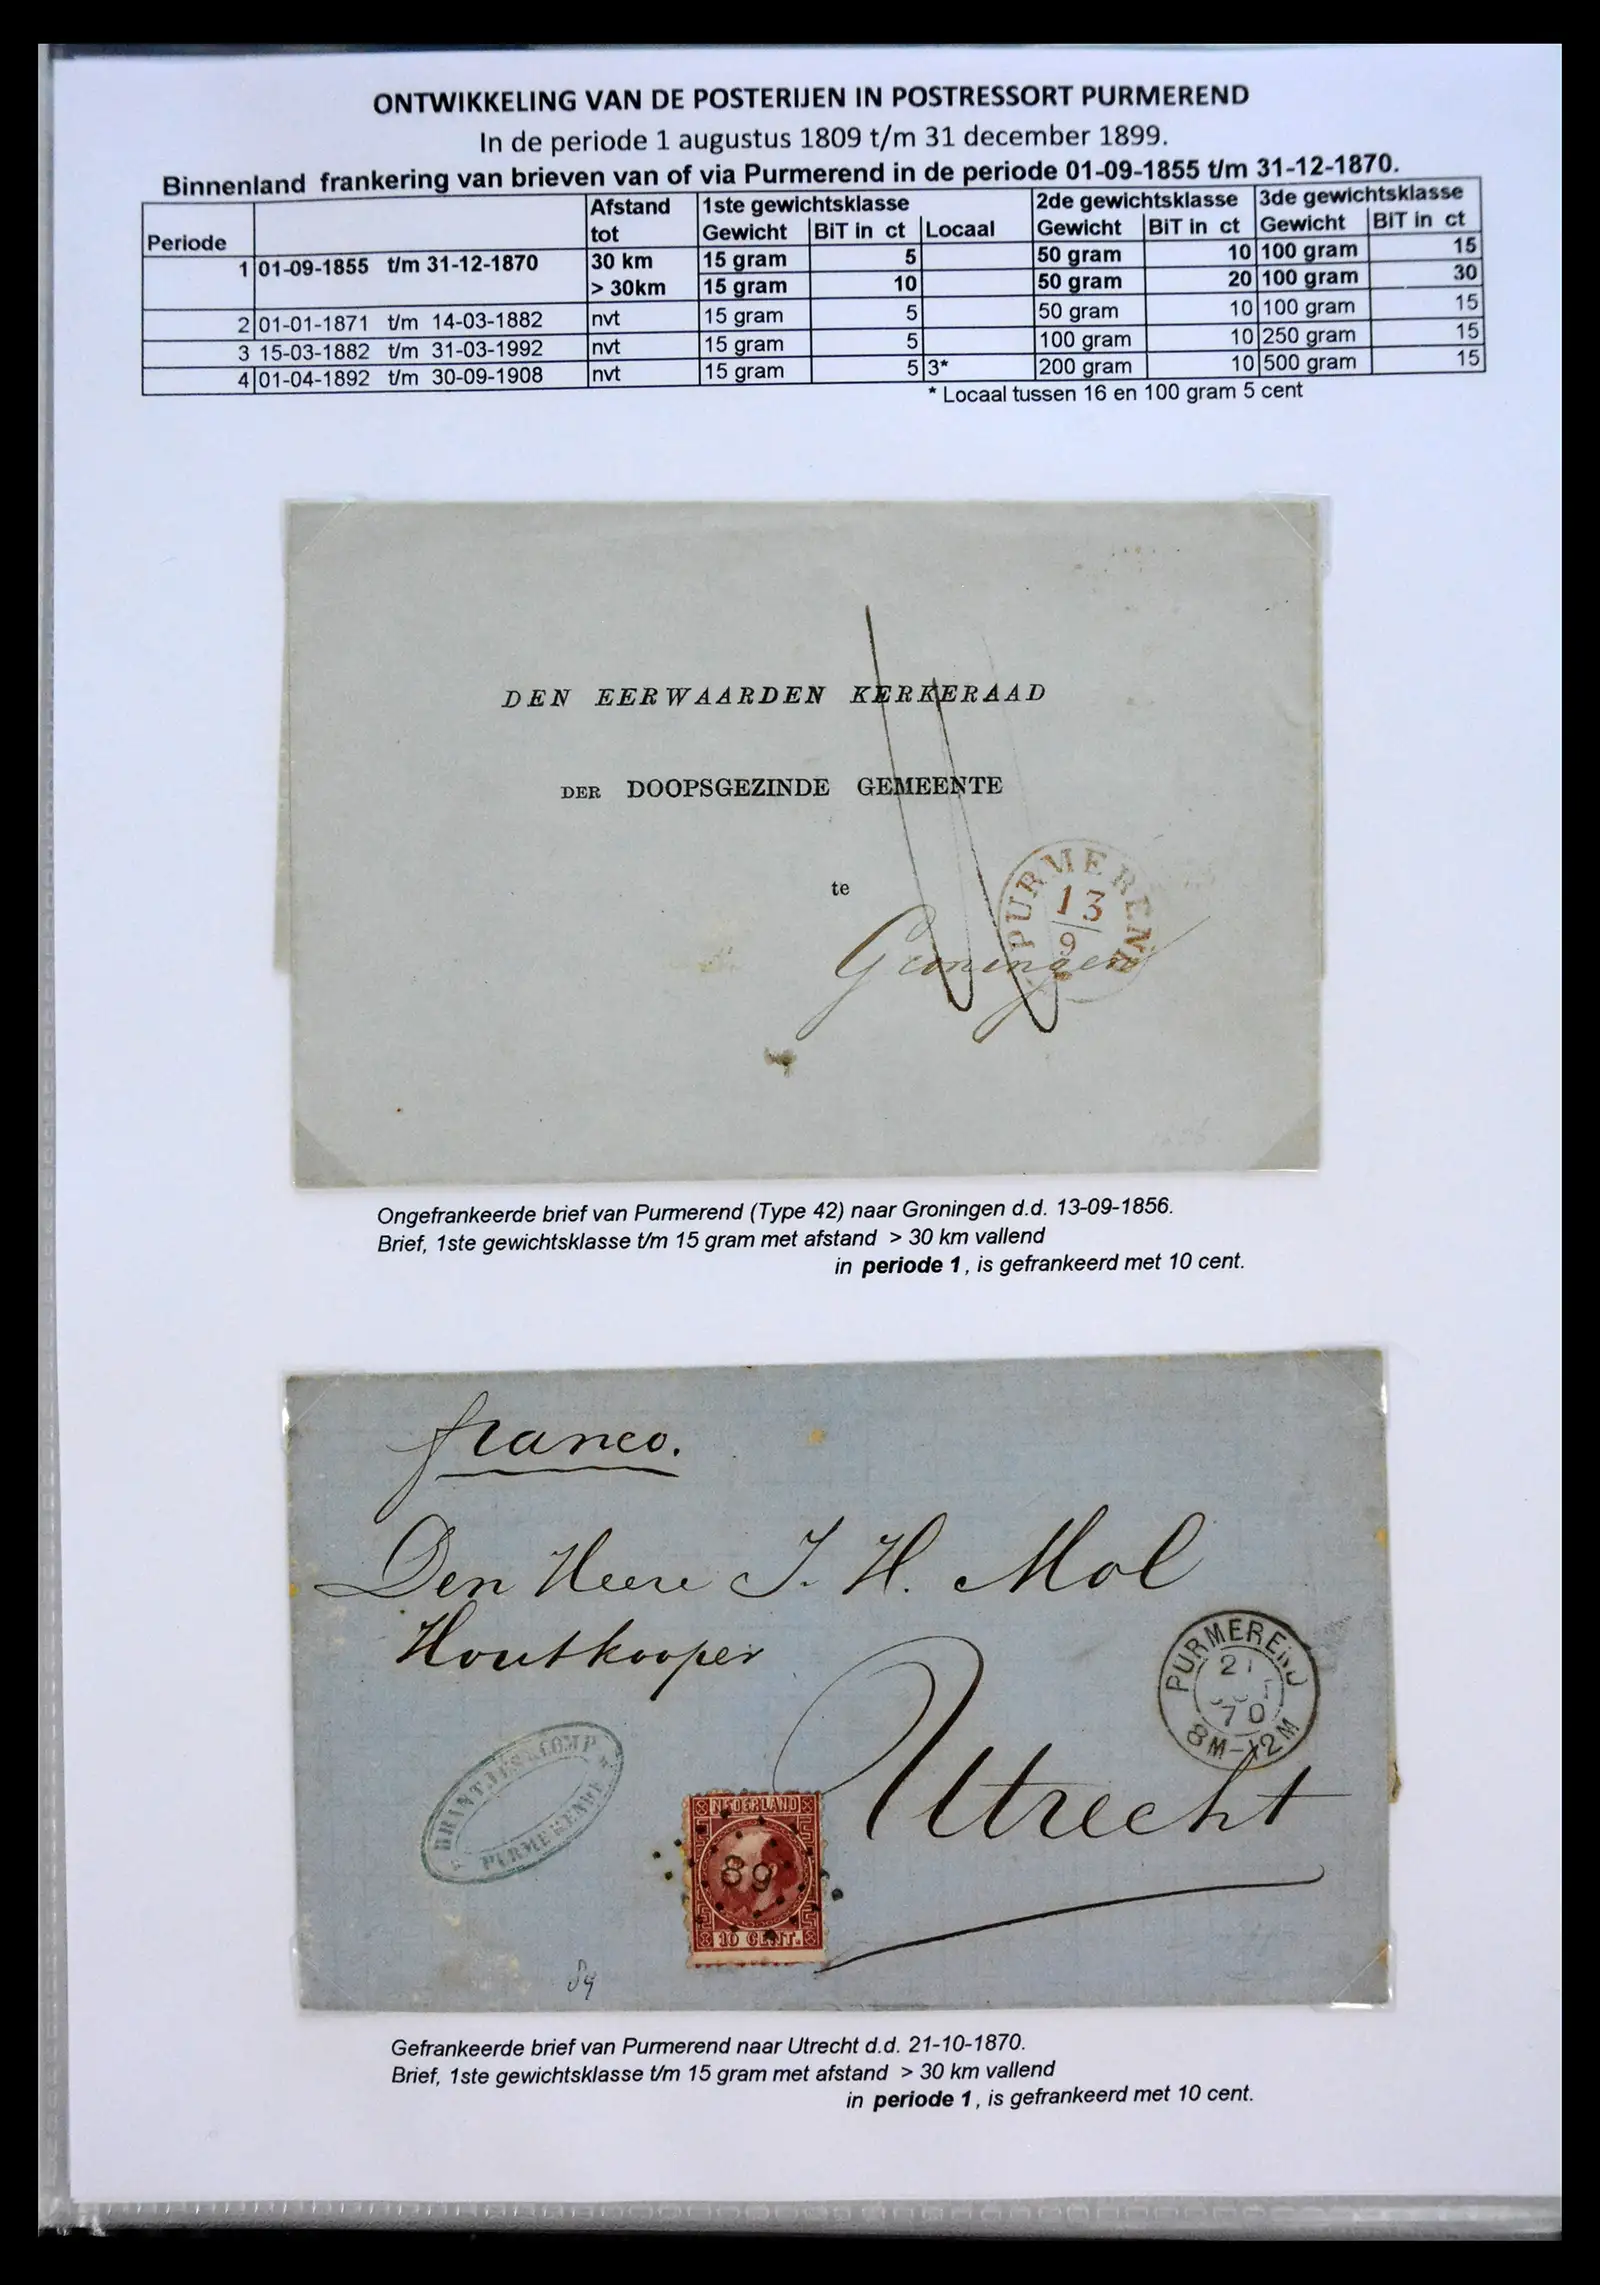 ONTWIKKELING VAN DE POSTERIJEN IN POSTRESSORT PURMEREND
In de periode 1 augustus 1809 t/m 31 december 1899.
Binnenland frankering van brieven van of via Purmerend in de periode 01-09-1855 t/m 31-12-1870.
Afstand 1ste gewichtsklasse 2de gewichtsklasse 3de gewichtsklasse
Periode tot Gewicht BiT in ct Locaal Gewicht BiT in ct Gewicht BiT in ct
1 01-09-1855 t/m 31-12-1870 30 km 15 gram 5 50 gram 10 100 gram 15
> 30km 15 gram 10 50 gram 20 100 gram 30
2 01-01-1871 t/m 14-03-1882 nvt 15 gram 5 50 gram 10 100 gram 15
3 15-03-1882 t/m 31-03-1992 nvt 15 gram 5 100 gram 10 250 gram 15
4 01-04-1892 t/m 30-09-1908 nvt 15 gram 5 3* 200 gram 10 500 gram 15
* Locaal tussen 16 en 100 gram 5 cent
DEN EERWAARDEN KERKERAAD
DER DOOPSGEZINDE GEMEENTE
te
PURMEREND
13
9
Groningen
Ongefrankeerde brief van Purmerend (Type 42) naar Groningen d.d. 13-09-1856.
Brief, 1ste gewichtsklasse t/m 15 gram met afstand > 30 km vallend
in periode 1, is gefrankeerd met 10 cent.
franco.
Den Heere J. H. Mol
Houtkooper
Utrecht
PURMEREND
21
70
8M-12M
PURMERENDE
NEDERLAND
89
10 CENT.
89
Gefrankeerde brief van Purmerend naar Utrecht d.d. 21-10-1870.
Brief, 1ste gewichtsklasse t/m 15 gram met afstand > 30 km vallend
in periode 1, is gefrankeerd met 10 cent.